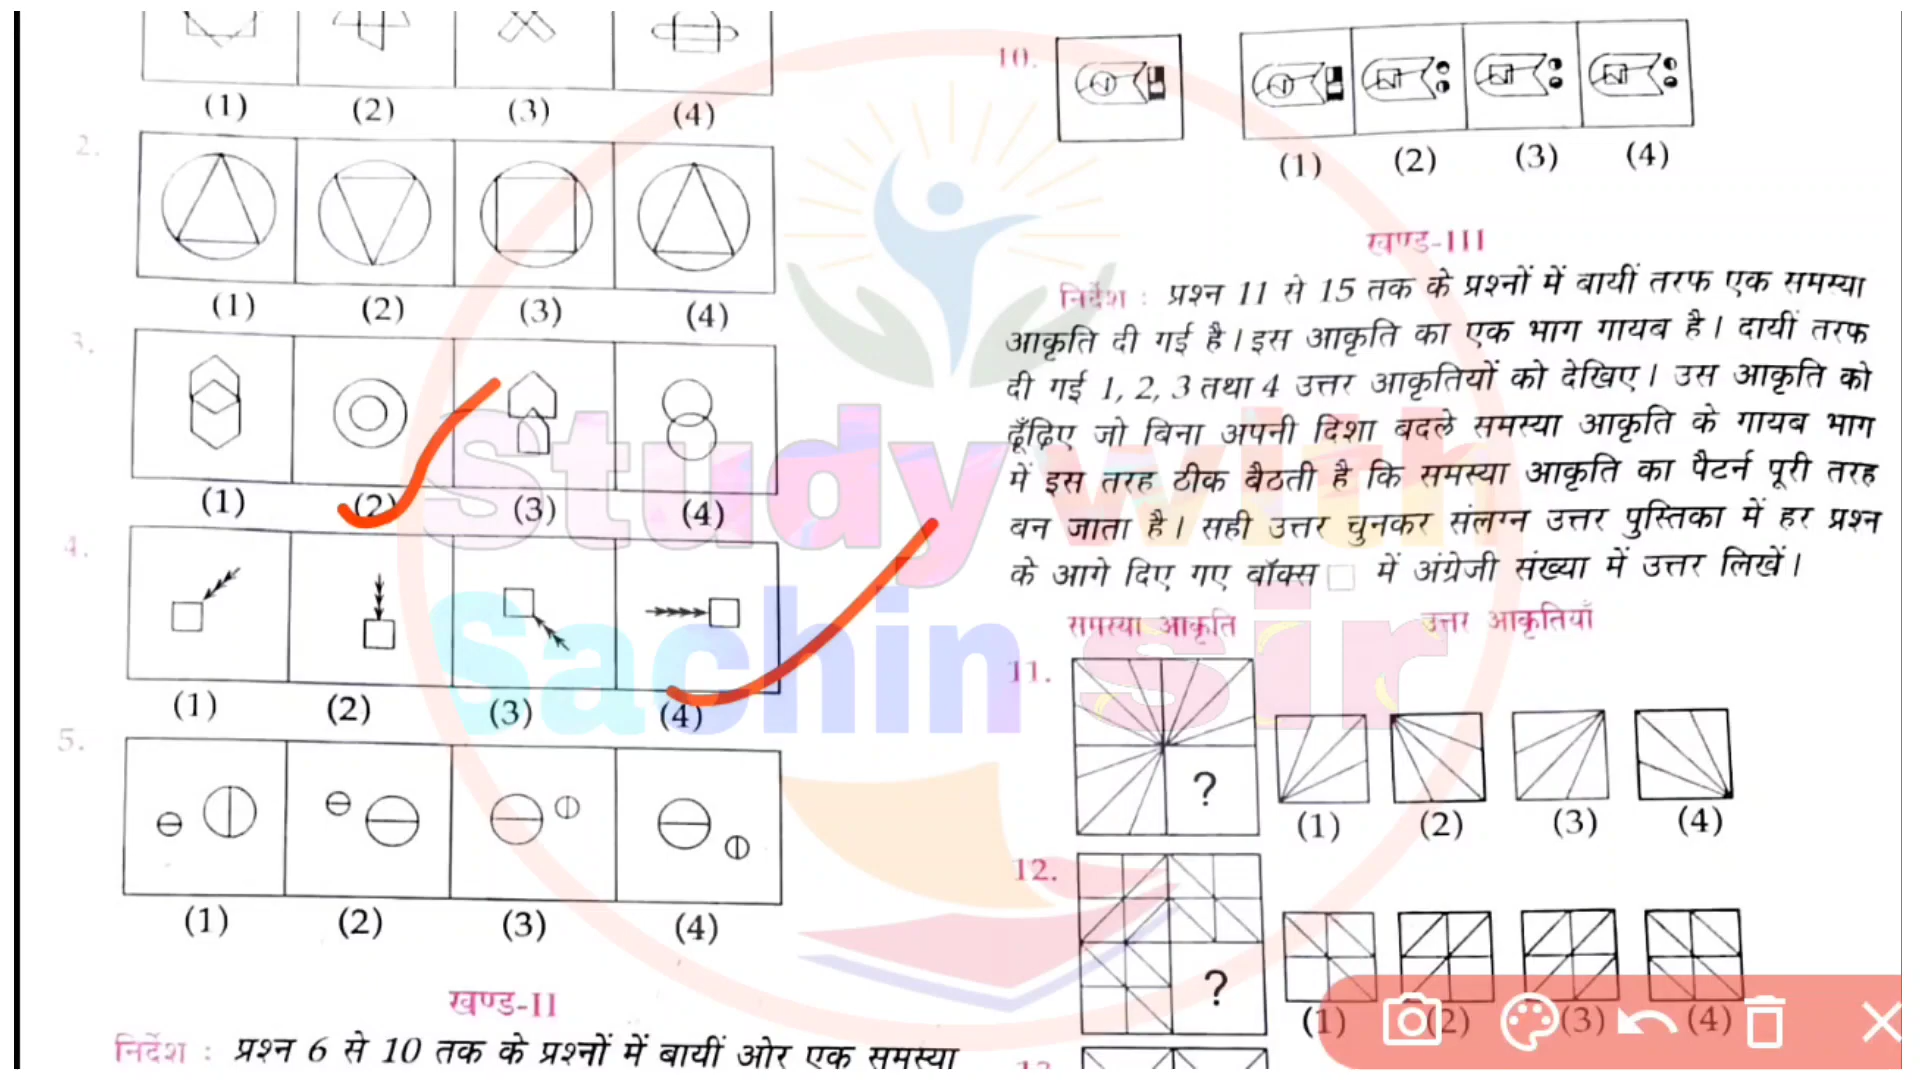 (1) (2) (3) (4)
2.
(1) (2) (3) (4)
3.
(1) (2) (3) (4)
4.
(1) (2) (3) (4)
5.
(1) (2) (3) (4)
खण्ड-II
निर्देश : प्रश्न 6 से 10 तक के प्रश्नों में बायीं ओर एक समस्या
10.
(1) (2) (3) (4)
खण्ड-III
निर्देश : प्रश्न 11 से 15 तक के प्रश्नों में बायीं तरफ एक समस्या
आकृति दी गई है। इस आकृति का एक भाग गायब है। दायीं तरफ
दी गई 1, 2, 3 तथा 4 उत्तर आकृतियों को देखिए। उस आकृति को
ढूँढ़िए जो बिना अपनी दिशा बदले समस्या आकृति के गायब भाग
में इस तरह ठीक बैठती है कि समस्या आकृति का पैटर्न पूरी तरह
बन जाता है। सही उत्तर चुनकर संलग्न उत्तर पुस्तिका में हर प्रश्न
के आगे दिए गए बॉक्स में अंग्रेजी संख्या में उत्तर लिखें।
समस्या आकृति उत्तर आकृतियाँ
11.
?
(1) (2) (3) (4)
12.
?
(1) (2) (3) (4)
Study with
Sachin Sir